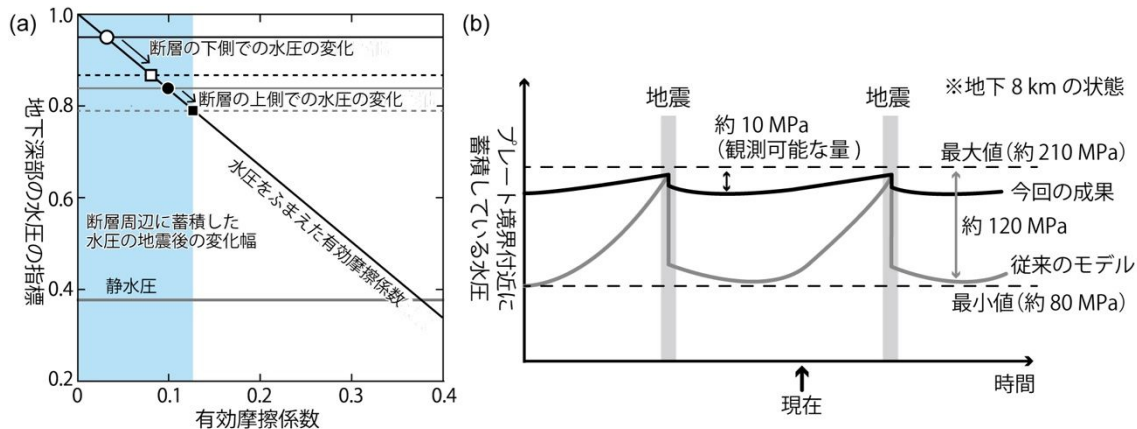 (a)
1.0
0.8
0.6
0.4
0.2
地下深部の水圧の指標
断層の下側での水圧の変化
断層の上側での水圧の変化
水圧をふまえた有効摩擦係数
断層周辺に蓄積した
水圧の地震後の変化幅
静水圧
0
0.1
0.2
0.3
0.4
有効摩擦係数
(b)
プレート境界付近に
蓄積している水圧
地震
地震
※地下 8 km の状態
約 10 MPa
(観測可能な量)
最大値(約 210 MPa)
今回の成果
約 120 MPa
従来のモデル
最小値(約 80 MPa)
時間
現在